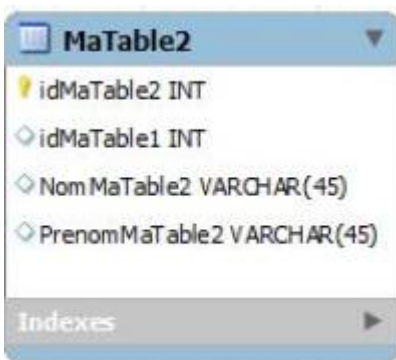 MaTable2
idMaTable2 INT
idMaTable1 INT
NomMaTable2 VARCHAR(45)
PrenomMaTable2 VARCHAR(45)
Indexes